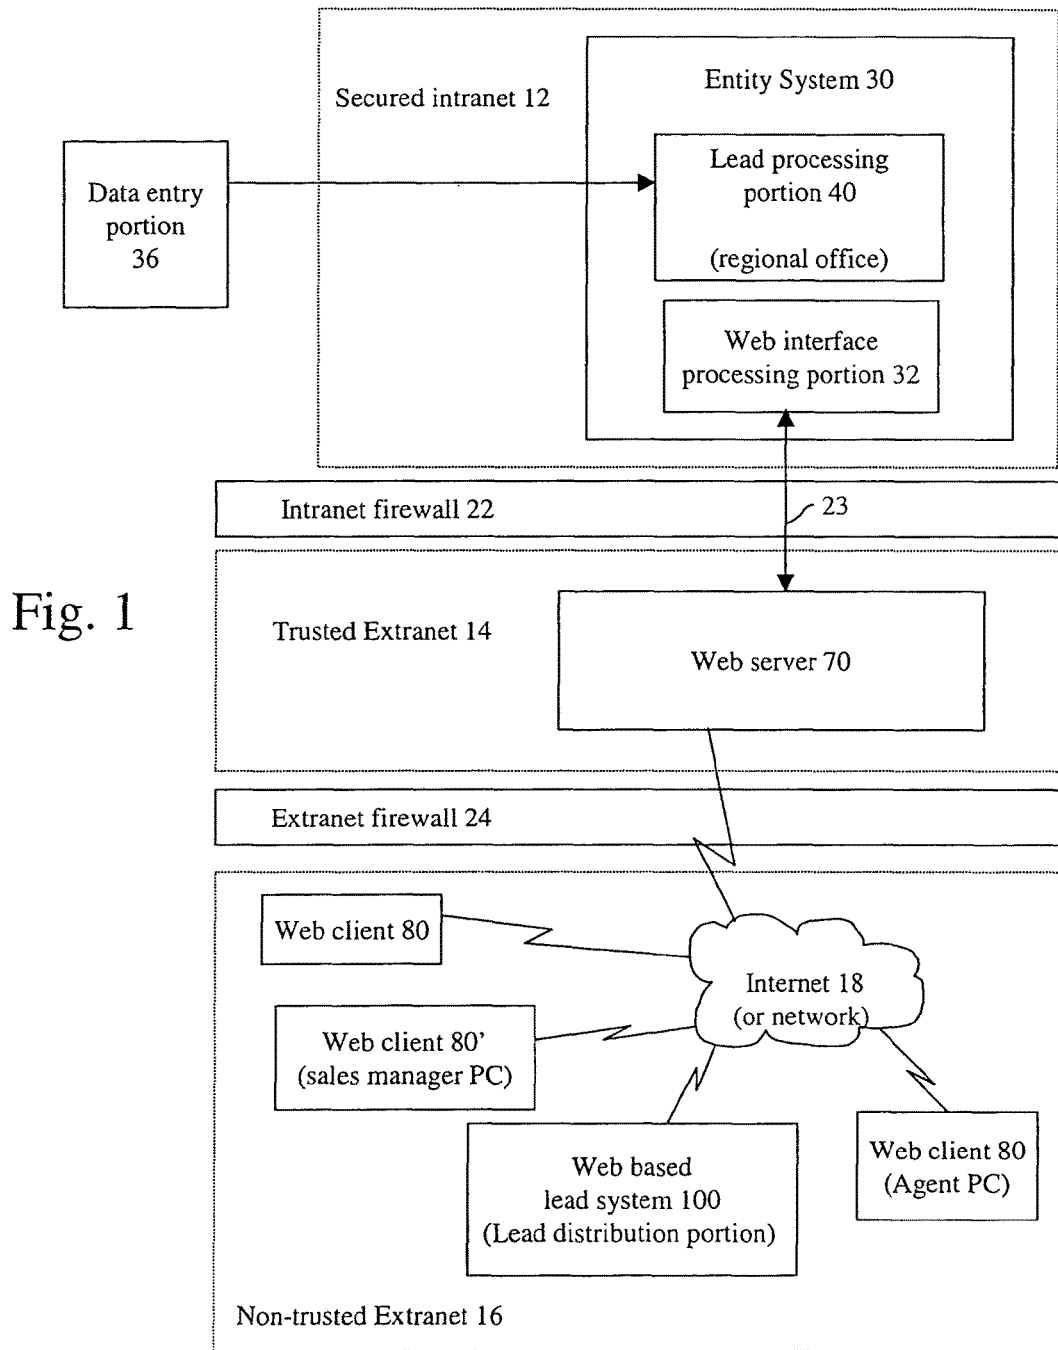 Secured intranet 12
Entity System 30
Data entry
portion
36
Lead processing
portion 40
(regional office)
Web interface
processing portion 32
Intranet firewall 22
23
Fig. 1
Trusted Extranet 14
Web server 70
Extranet firewall 24
Web client 80
Internet 18
(or network)
Web client 80'
(sales manager PC)
Web based
lead system 100
(Lead distribution portion)
Web client 80
(Agent PC)
Non-trusted Extranet 16